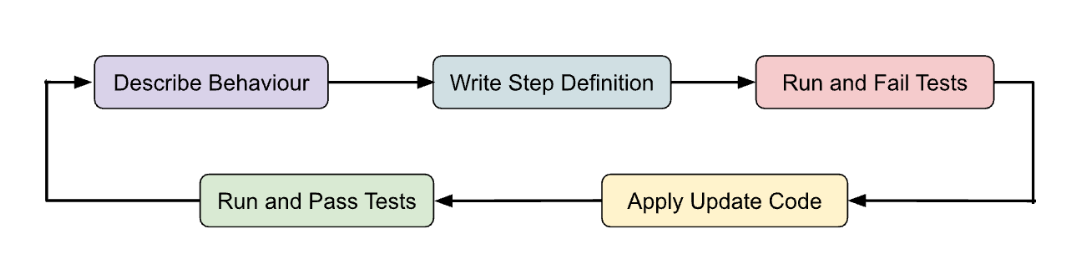 Describe Behaviour
Write Step Definition
Run and Fail Tests
Run and Pass Tests
Apply Update Code